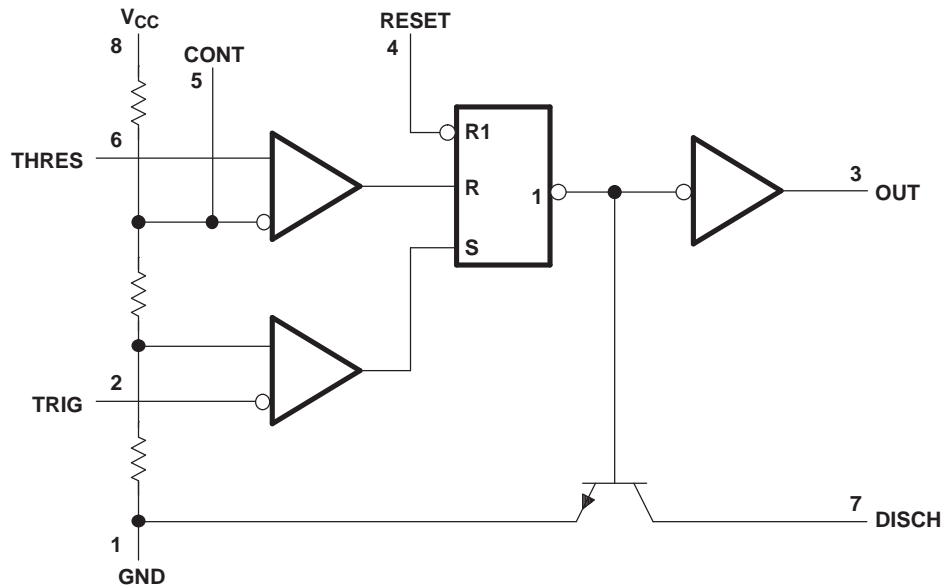 VCC
8
CONT
5
RESET
4
6
THRES
R1
R
1
S
3
OUT
2
TRIG
7
DISCH
1
GND